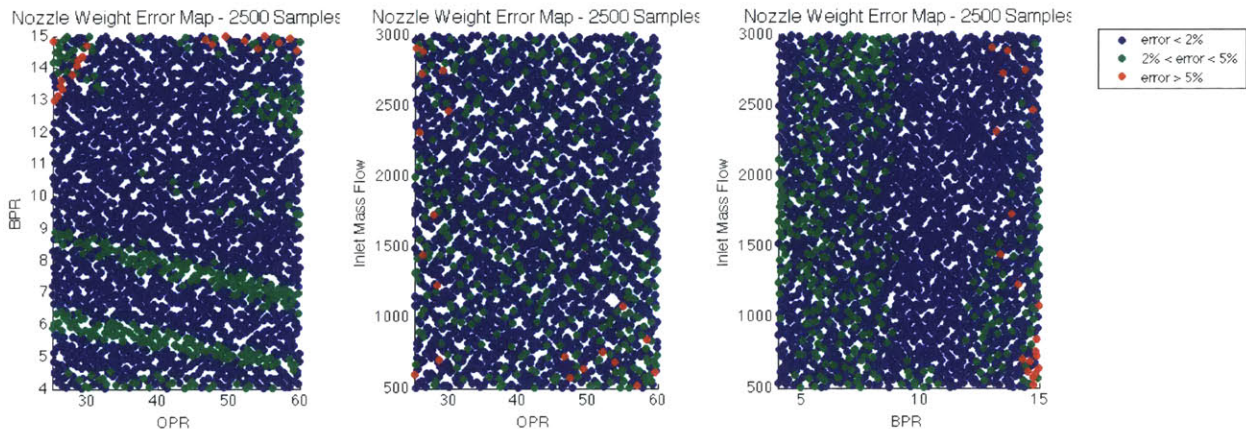 Nozzle Weight Error Map - 2500 Samples
15
14
13
12
11
10
9
8
7
6
5
4
BPR
30
40
50
60
OPR
Nozzle Weight Error Map - 2500 Samples
3000
2500
2000
1500
1000
500
Inlet Mass Flow
30
40
50
60
OPR
Nozzle Weight Error Map - 2500 Samples
3000
2500
2000
1500
1000
500
Inlet Mass Flow
5
10
15
BPR
error < 2%
2% < error < 5%
error > 5%